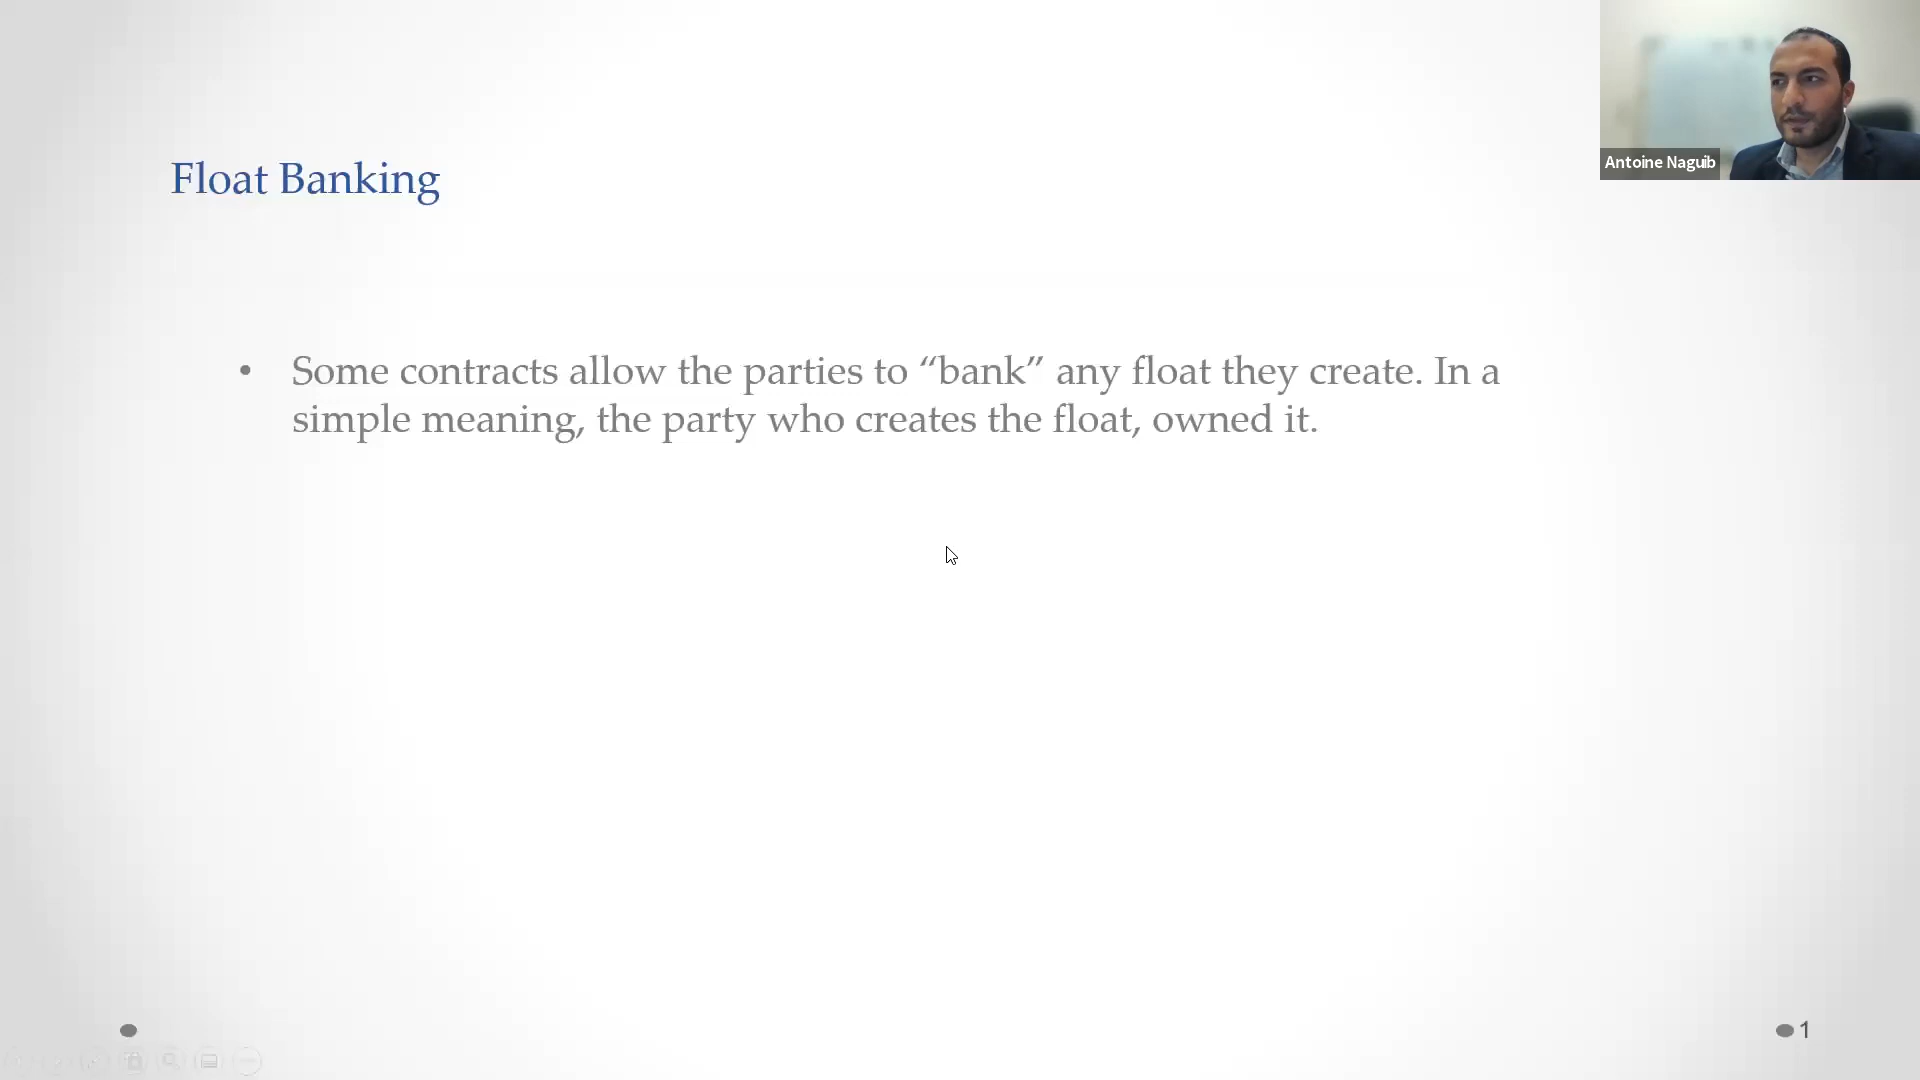 Float Banking
• Some contracts allow the parties to “bank” any float they create. In a
simple meaning, the party who creates the float, owned it.
Antoine Naguib
1